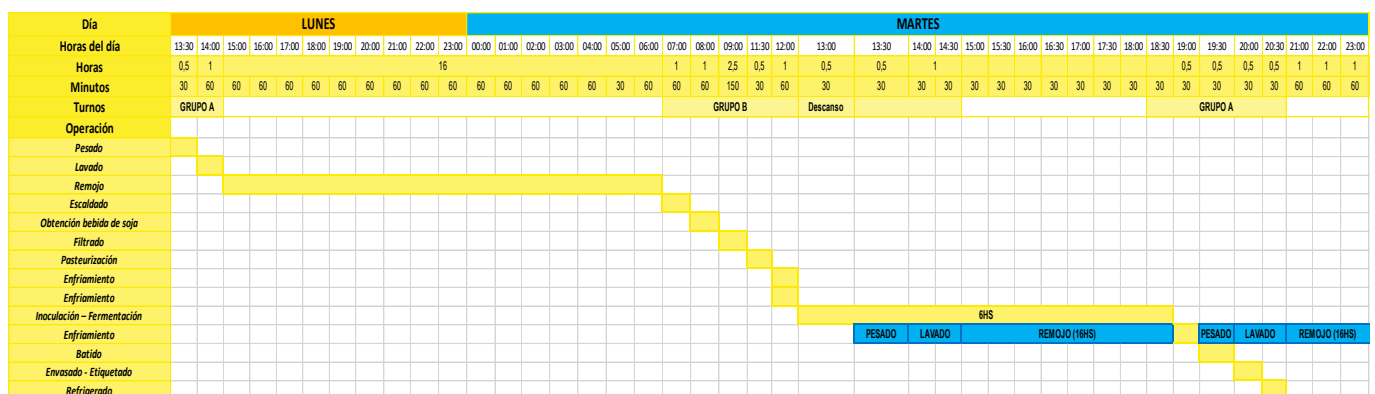 Día LUNES MARTES
Horas del día 13:30 14:00 15:00 16:00 17:00 18:00 19:00 20:00 21:00 22:00 23:00 00:00 01:00 02:00 03:00 04:00 05:00 06:00 07:00 08:00 09:00 11:30 12:00 13:00 13:30 14:00 14:30 15:00 15:30 16:00 16:30 17:00 17:30 18:00 18:30 19:00 19:30 20:00 20:30 21:00 22:00 23:00
Horas 0,5 1 16 1 1 2,5 0,5 1 0,5 0,5 1 0,5 0,5 0,5 0,5 1 1 1
Minutos 30 60 60 60 60 60 60 60 60 60 60 60 60 60 60 60 30 60 60 60 150 30 60 30 30 30 30 30 30 30 30 30 30 30 30 30 30 30 30 60 60 60
Turnos GRUPO A GRUPO B Descanso GRUPO A
Operación
Pesado
Lavado
Remojo
Escaldado
Obtención bebida de soja
Filtrado
Pasteurización
Enfriamiento
Enfriamiento
Inoculación – Fermentación 6HS
Enfriamiento PESADO LAVADO REMOJO (16HS) PESADO LAVADO REMOJO (16HS)
Batido
Envasado - Etiquetado
Refrigerado